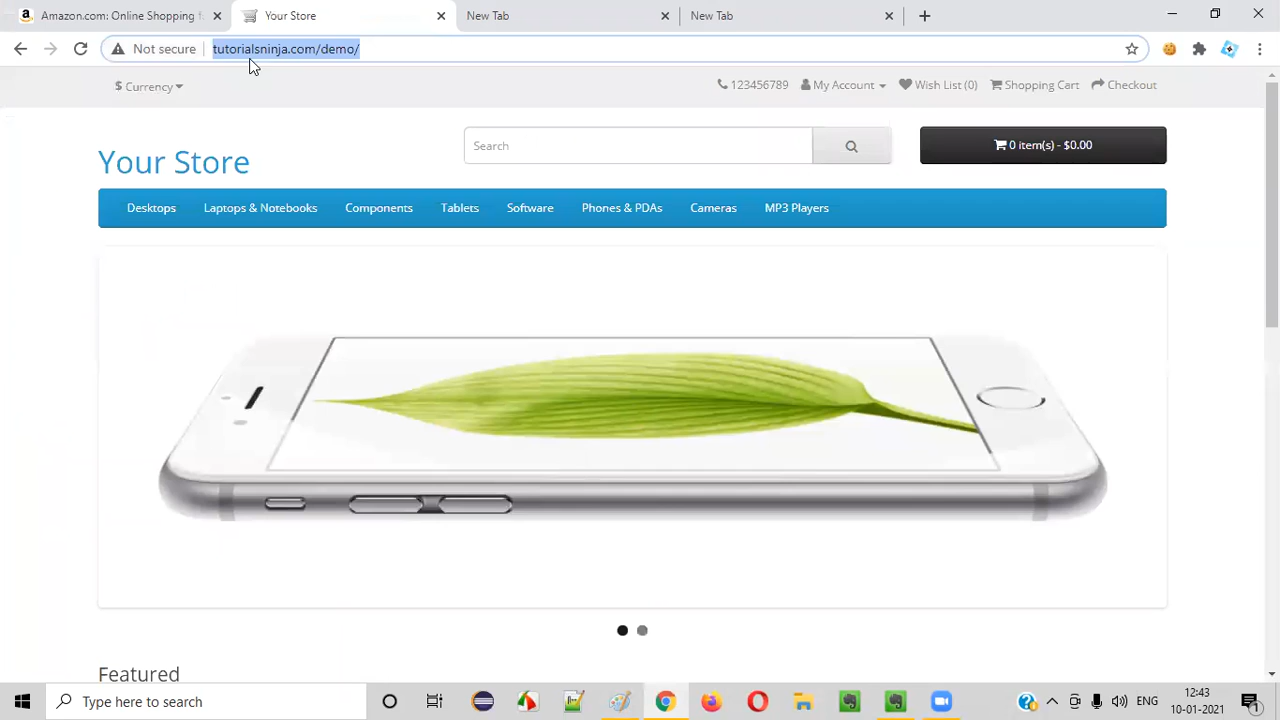 Amazon.com: Online Shopping f
Your Store
New Tab
New Tab
Not secure
tutorialsninja.com/demo/
$ Currency
123456789
My Account
Wish List (0)
Shopping Cart
Checkout
Your Store
Search
0 item(s) - $0.00
Desktops
Laptops & Notebooks
Components
Tablets
Software
Phones & PDAs
Cameras
MP3 Players
Featured
Type here to search
ENG
12:43
10-01-2021